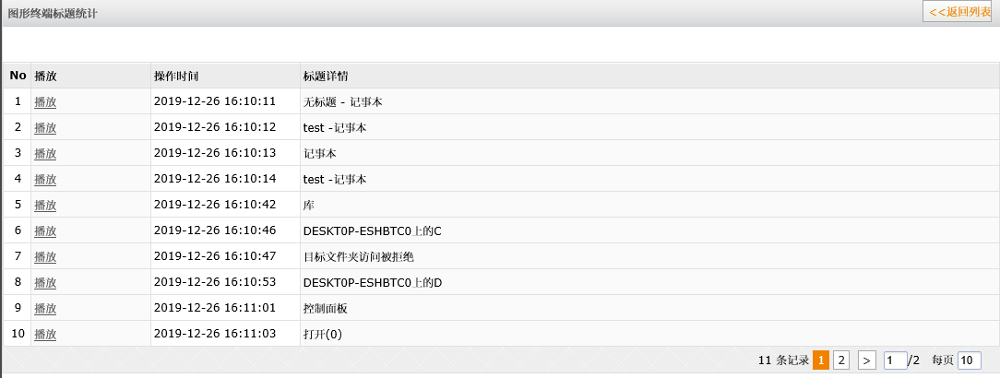 图形终端标题统计 <<返回列表
No 播放 操作时间 标题详情
1 播放 2019-12-26 16:10:11 无标题 - 记事本
2 播放 2019-12-26 16:10:12 test -记事本
3 播放 2019-12-26 16:10:13 记事本
4 播放 2019-12-26 16:10:14 test -记事本
5 播放 2019-12-26 16:10:42 库
6 播放 2019-12-26 16:10:46 DESKT0P-ESHBTC0上的C
7 播放 2019-12-26 16:10:47 目标文件夹访问被拒绝
8 播放 2019-12-26 16:10:53 DESKT0P-ESHBTC0上的D
9 播放 2019-12-26 16:11:01 控制面板
10 播放 2019-12-26 16:11:03 打开(0)
11 条记录 1 2 > 1 /2 每页 10